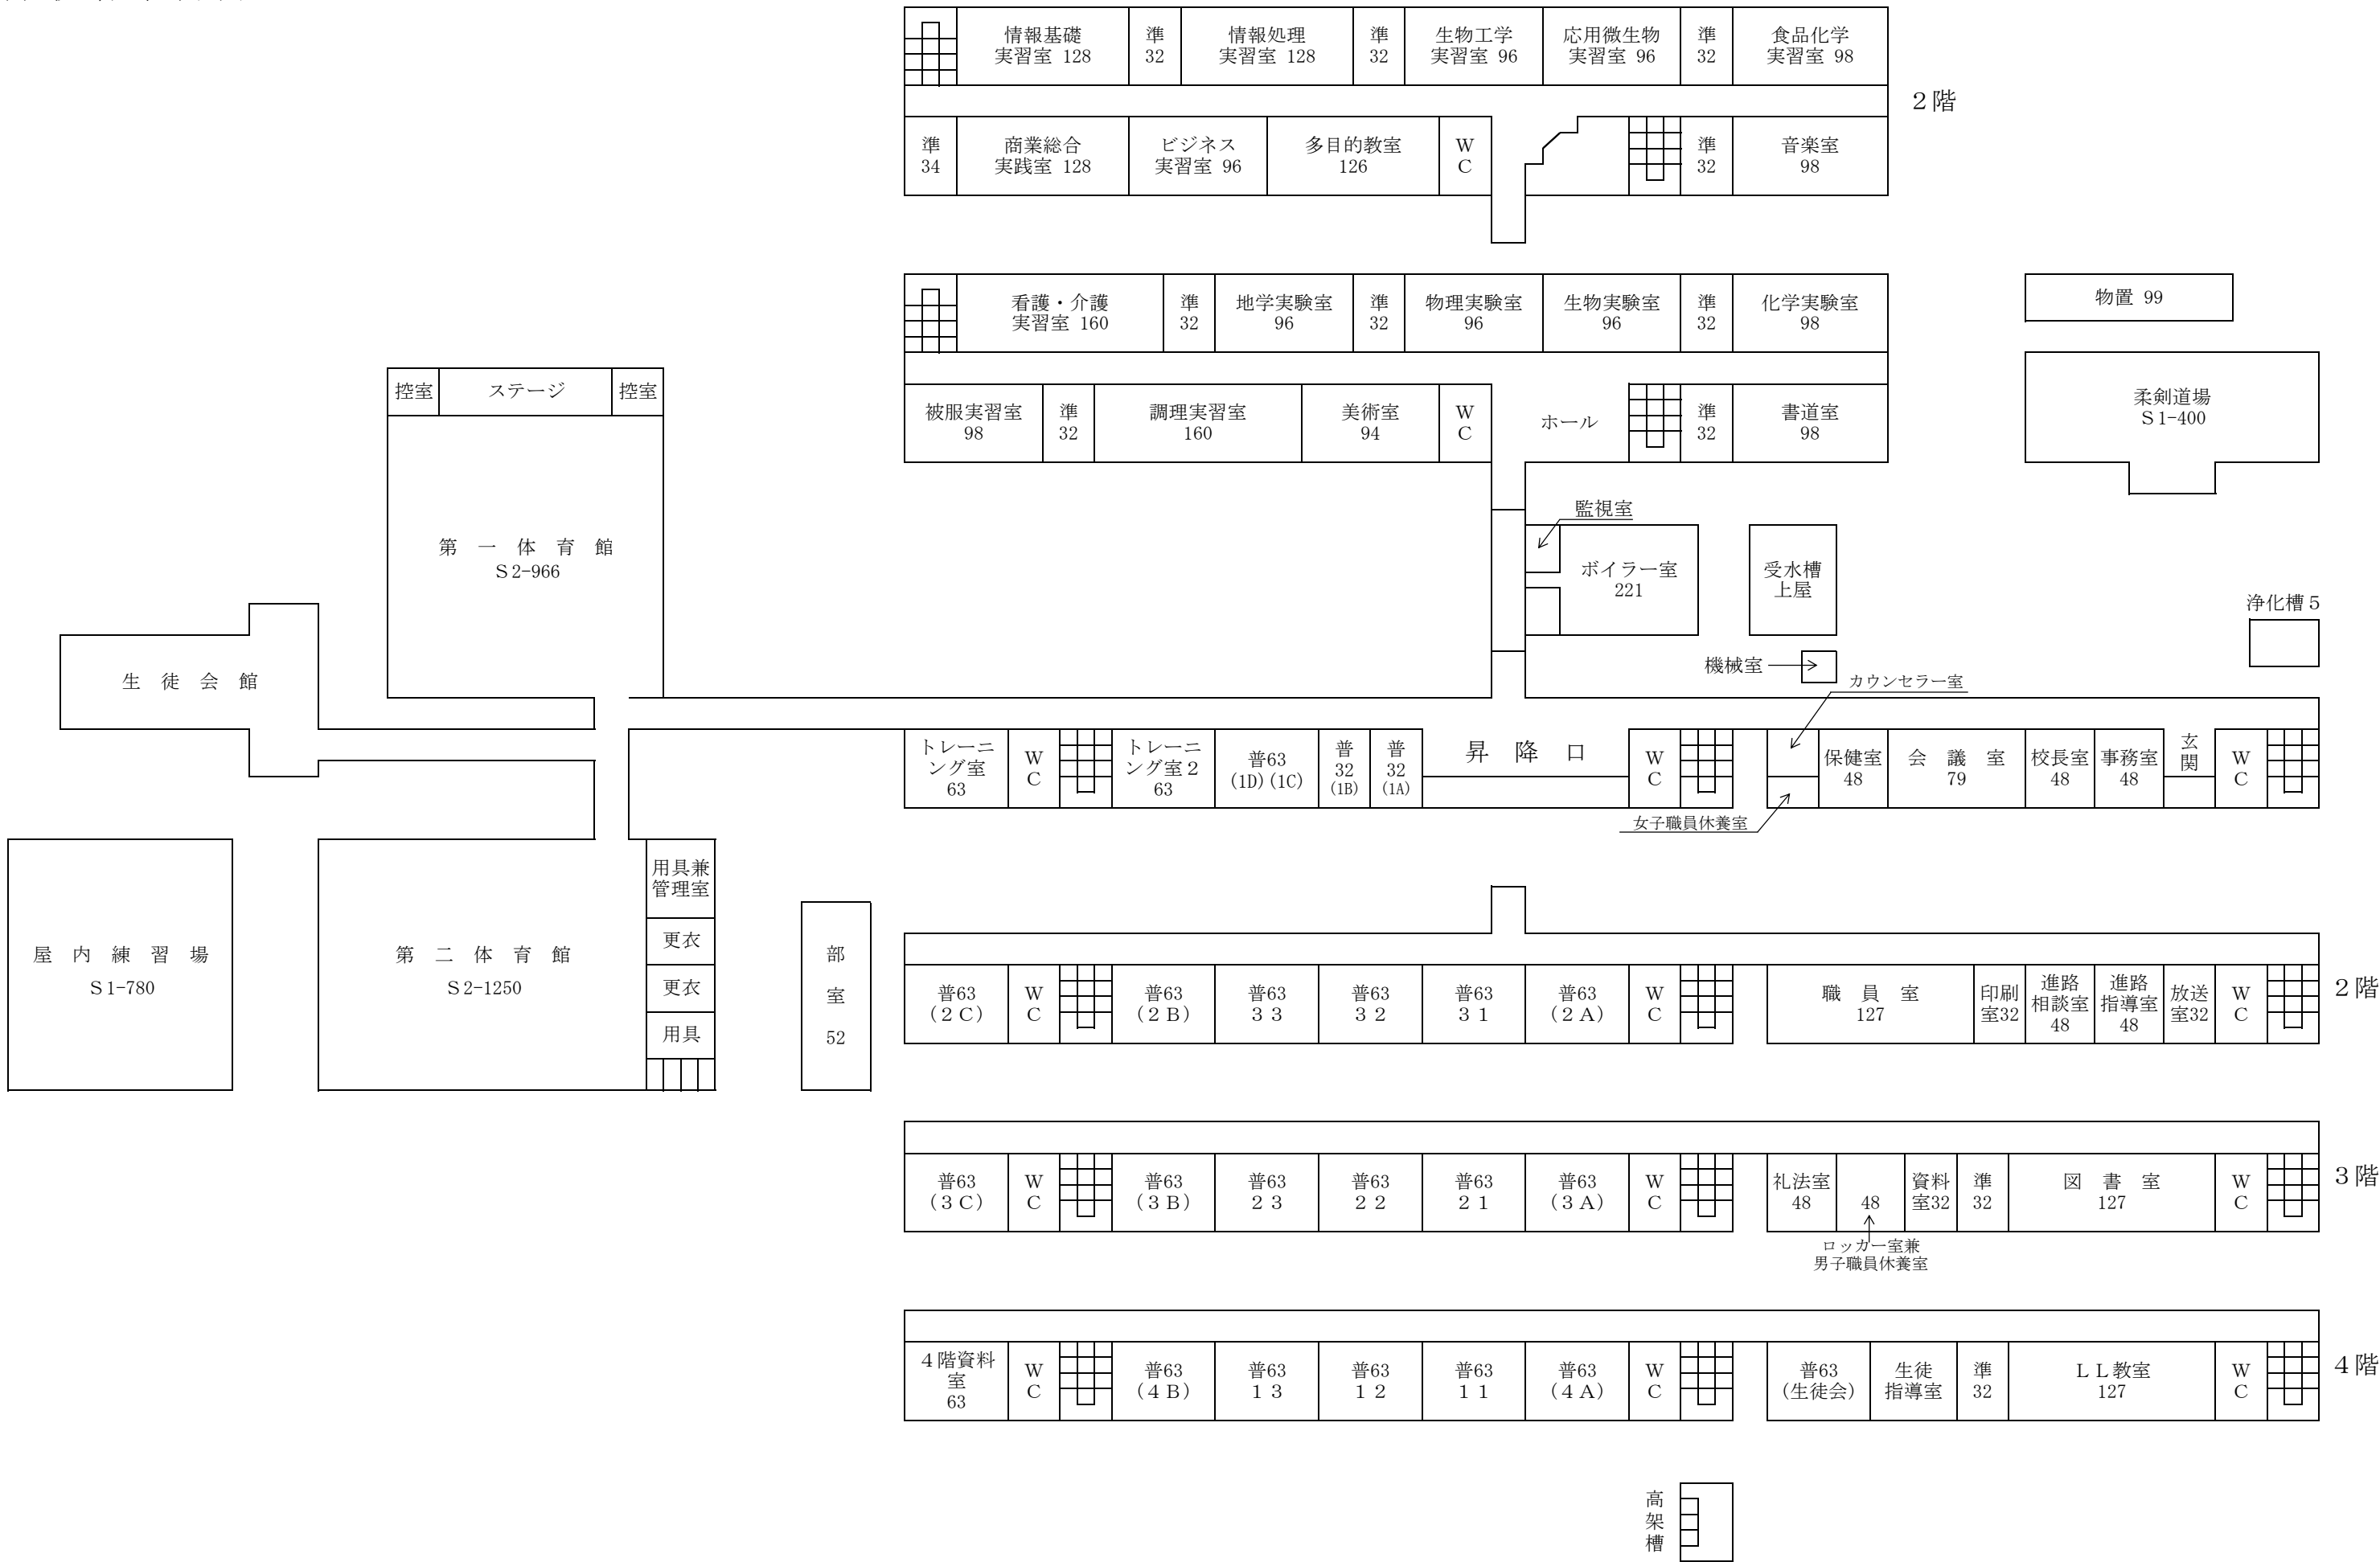 情報基礎
実習室 128
準
32
情報処理
実習室 128
準
32
生物工学
実習室 96
応用微生物
実習室 96
準
32
食品化学
実習室 98
2階
準
34
商業総合
実践室 128
ビジネス
実習室 96
多目的教室
126
W
C
準
32
音楽室
98
看護・介護
実習室 160
準
32
地学実験室
96
準
32
物理実験室
96
生物実験室
96
準
32
化学実験室
98
物置 99
被服実習室
98
準
32
調理実習室
160
美術室
94
W
C
ホール
準
32
書道室
98
柔剣道場
S1-400
控室
ステージ
控室
第 一 体 育 館
S2-966
監視室
ボイラー室
221
受水槽
上屋
浄化槽5
機械室
カウンセラー室
生 徒 会 館
トレーニ
ング室
63
W
C
トレーニ
ング室2
63
普63
(1D)(1C)
普
32
(1B)
普
32
(1A)
昇 降 口
W
C
保健室
48
会 議 室
79
校長室
48
事務室
48
玄
関
W
C
女子職員休養室
用具兼
管理室
更衣
更衣
用具
屋 内 練 習 場
S1-780
第 二 体 育 館
S2-1250
部
室
52
普63
(2C)
W
C
普63
(2B)
普63
33
普63
32
普63
31
普63
(2A)
W
C
職 員 室
127
印刷
室32
進路
相談室
48
進路
指導室
48
放送
室32
W
C
2階
普63
(3C)
W
C
普63
(3B)
普63
23
普63
22
普63
21
普63
(3A)
W
C
礼法室
48
48
資料
室32
準
32
図 書 室
127
W
C
3階
ロッカー室兼
男子職員休養室
4階資料
室
63
W
C
普63
(4B)
普63
13
普63
12
普63
11
普63
(4A)
W
C
普63
(生徒会)
生徒
指導室
準
32
LL教室
127
W
C
4階
高
架
槽